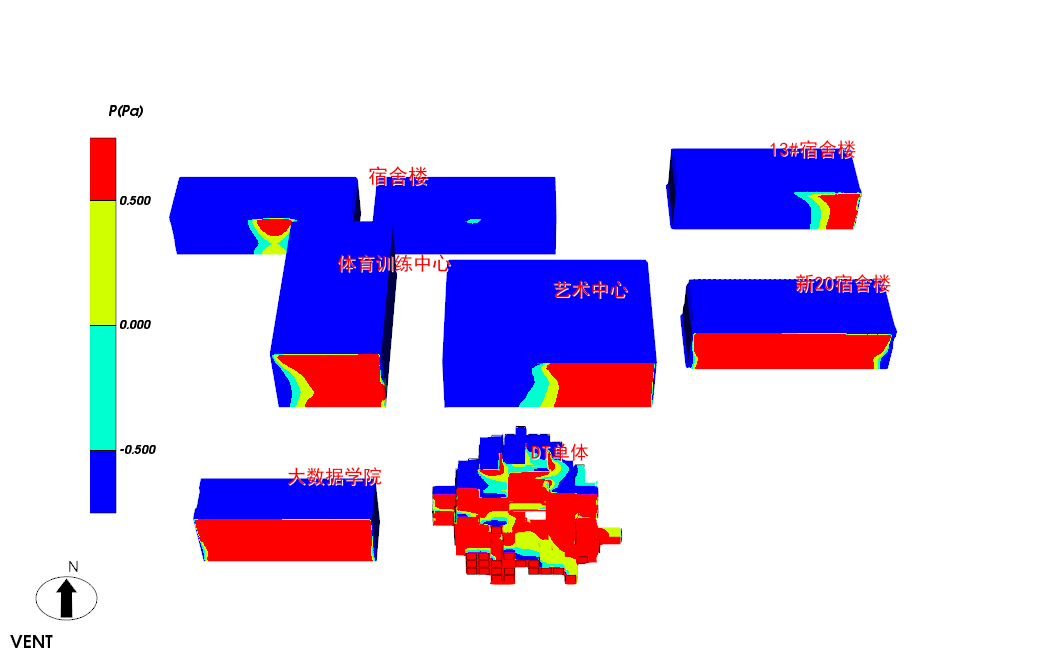 P(Pa)
0.500
0.000
-0.500
宿舍楼
13#宿舍楼
体育训练中心
艺术中心
新20宿舍楼
DT单体
大数据学院
N
VENT